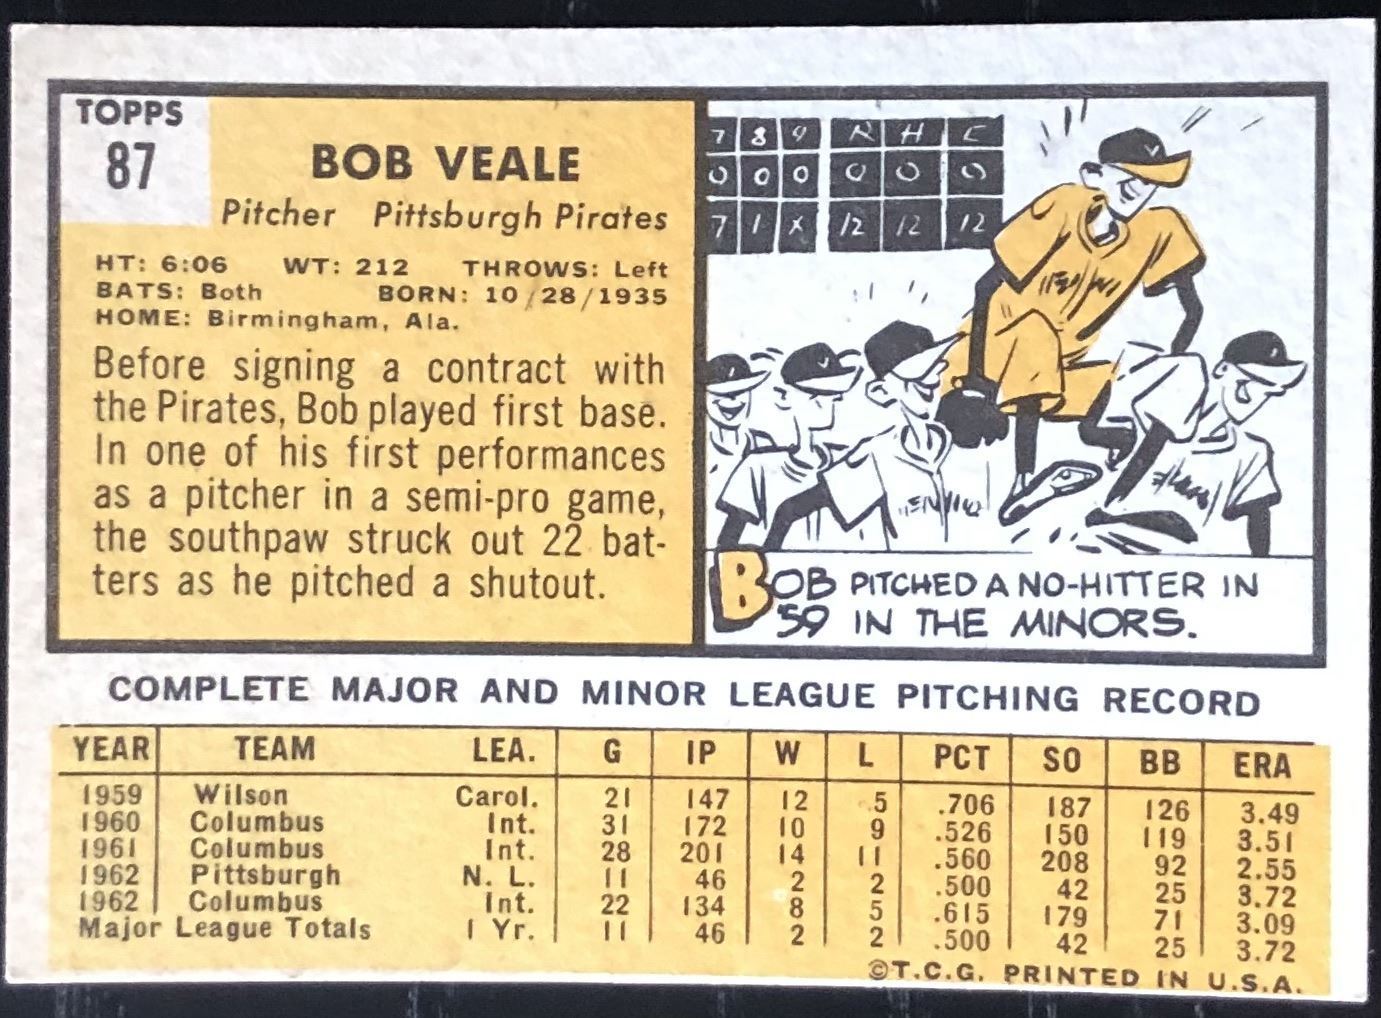 TOPPS
87
BOB VEALE
Pitcher Pittsburgh Pirates
HT: 6:06 WT: 212 THROWS: Left
BATS: Both BORN: 10/28/1935
HOME: Birmingham, Ala.
Before signing a contract with
the Pirates, Bob played first base.
In one of his first performances
as a pitcher in a semi-pro game,
the southpaw struck out 22 bat-
ters as he pitched a shutout.
7 8 9 R H E
0 0 0 0 0 0
7 1 X 12 12 12
BOB PITCHED A NO-HITTER IN
'59 IN THE MINORS.
COMPLETE MAJOR AND MINOR LEAGUE PITCHING RECORD
YEAR TEAM LEA. G IP W L PCT SO BB ERA
1959 Wilson Carol. 21 147 12 5 .706 187 126 3.49
1960 Columbus Int. 31 172 10 9 .526 150 119 3.51
1961 Columbus Int. 28 201 14 11 .560 208 92 2.55
1962 Pittsburgh N. L. 11 46 2 2 .500 42 25 3.72
1962 Columbus Int. 22 134 8 5 .615 179 71 3.09
Major League Totals 1 Yr. 11 46 2 2 .500 42 25 3.72
©T.C.G. PRINTED IN U.S.A.